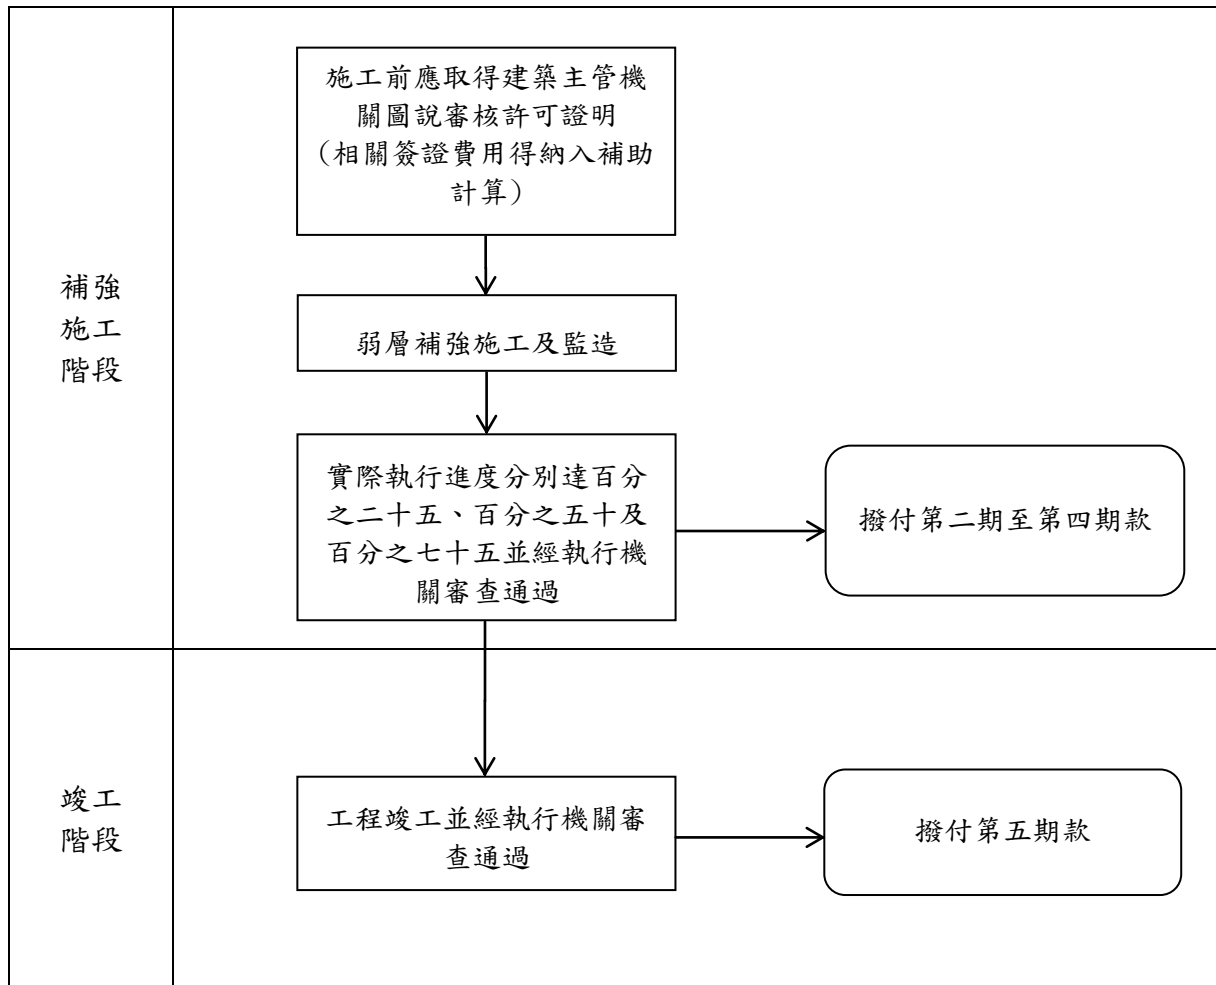 補強
施工
階段
施工前應取得建築主管機
關圖說審核許可證明
（相關簽證費用得納入補助
計算）
弱層補強施工及監造
實際執行進度分別達百分
之二十五、百分之五十及
百分之七十五並經執行機
關審查通過
撥付第二期至第四期款
竣工
階段
工程竣工並經執行機關審
查通過
撥付第五期款